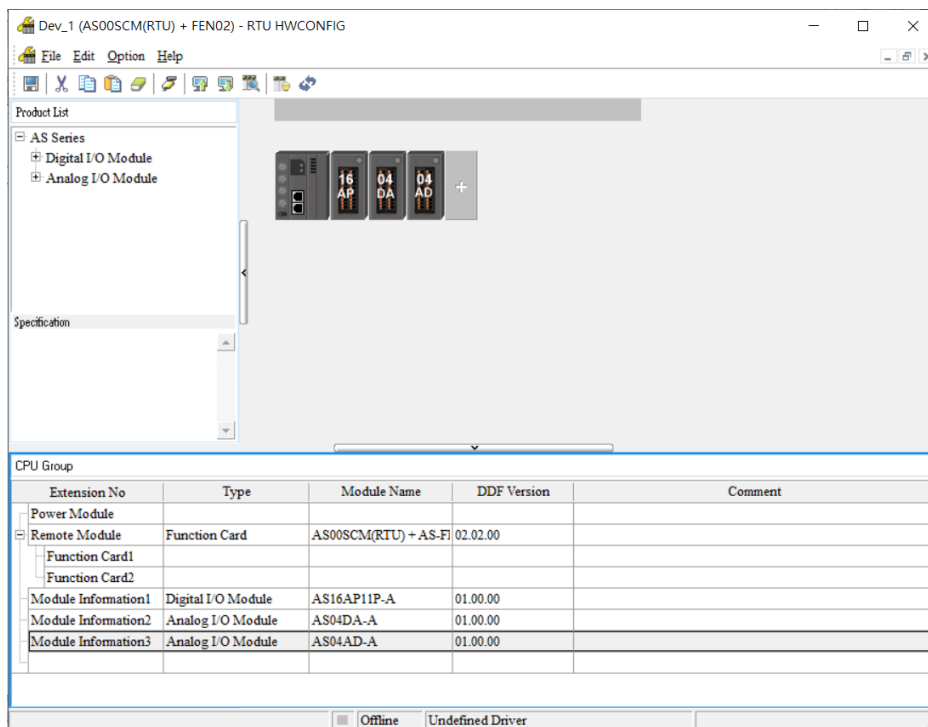 Dev_1 (AS00SCM(RTU) + FEN02) - RTU HWCONFIG
File Edit Option Help
Product List
AS Series
Digital I/O Module
Analog I/O Module
16 AP
04 DA
04 AD
+
Specification
CPU Group
Extension No Type Module Name DDF Version Comment
Power Module
Remote Module Function Card AS00SCM(RTU) + AS-FI 02.02.00
Function Card1
Function Card2
Module Information1 Digital I/O Module AS16AP11P-A 01.00.00
Module Information2 Analog I/O Module AS04DA-A 01.00.00
Module Information3 Analog I/O Module AS04AD-A 01.00.00
Offline Undefined Driver